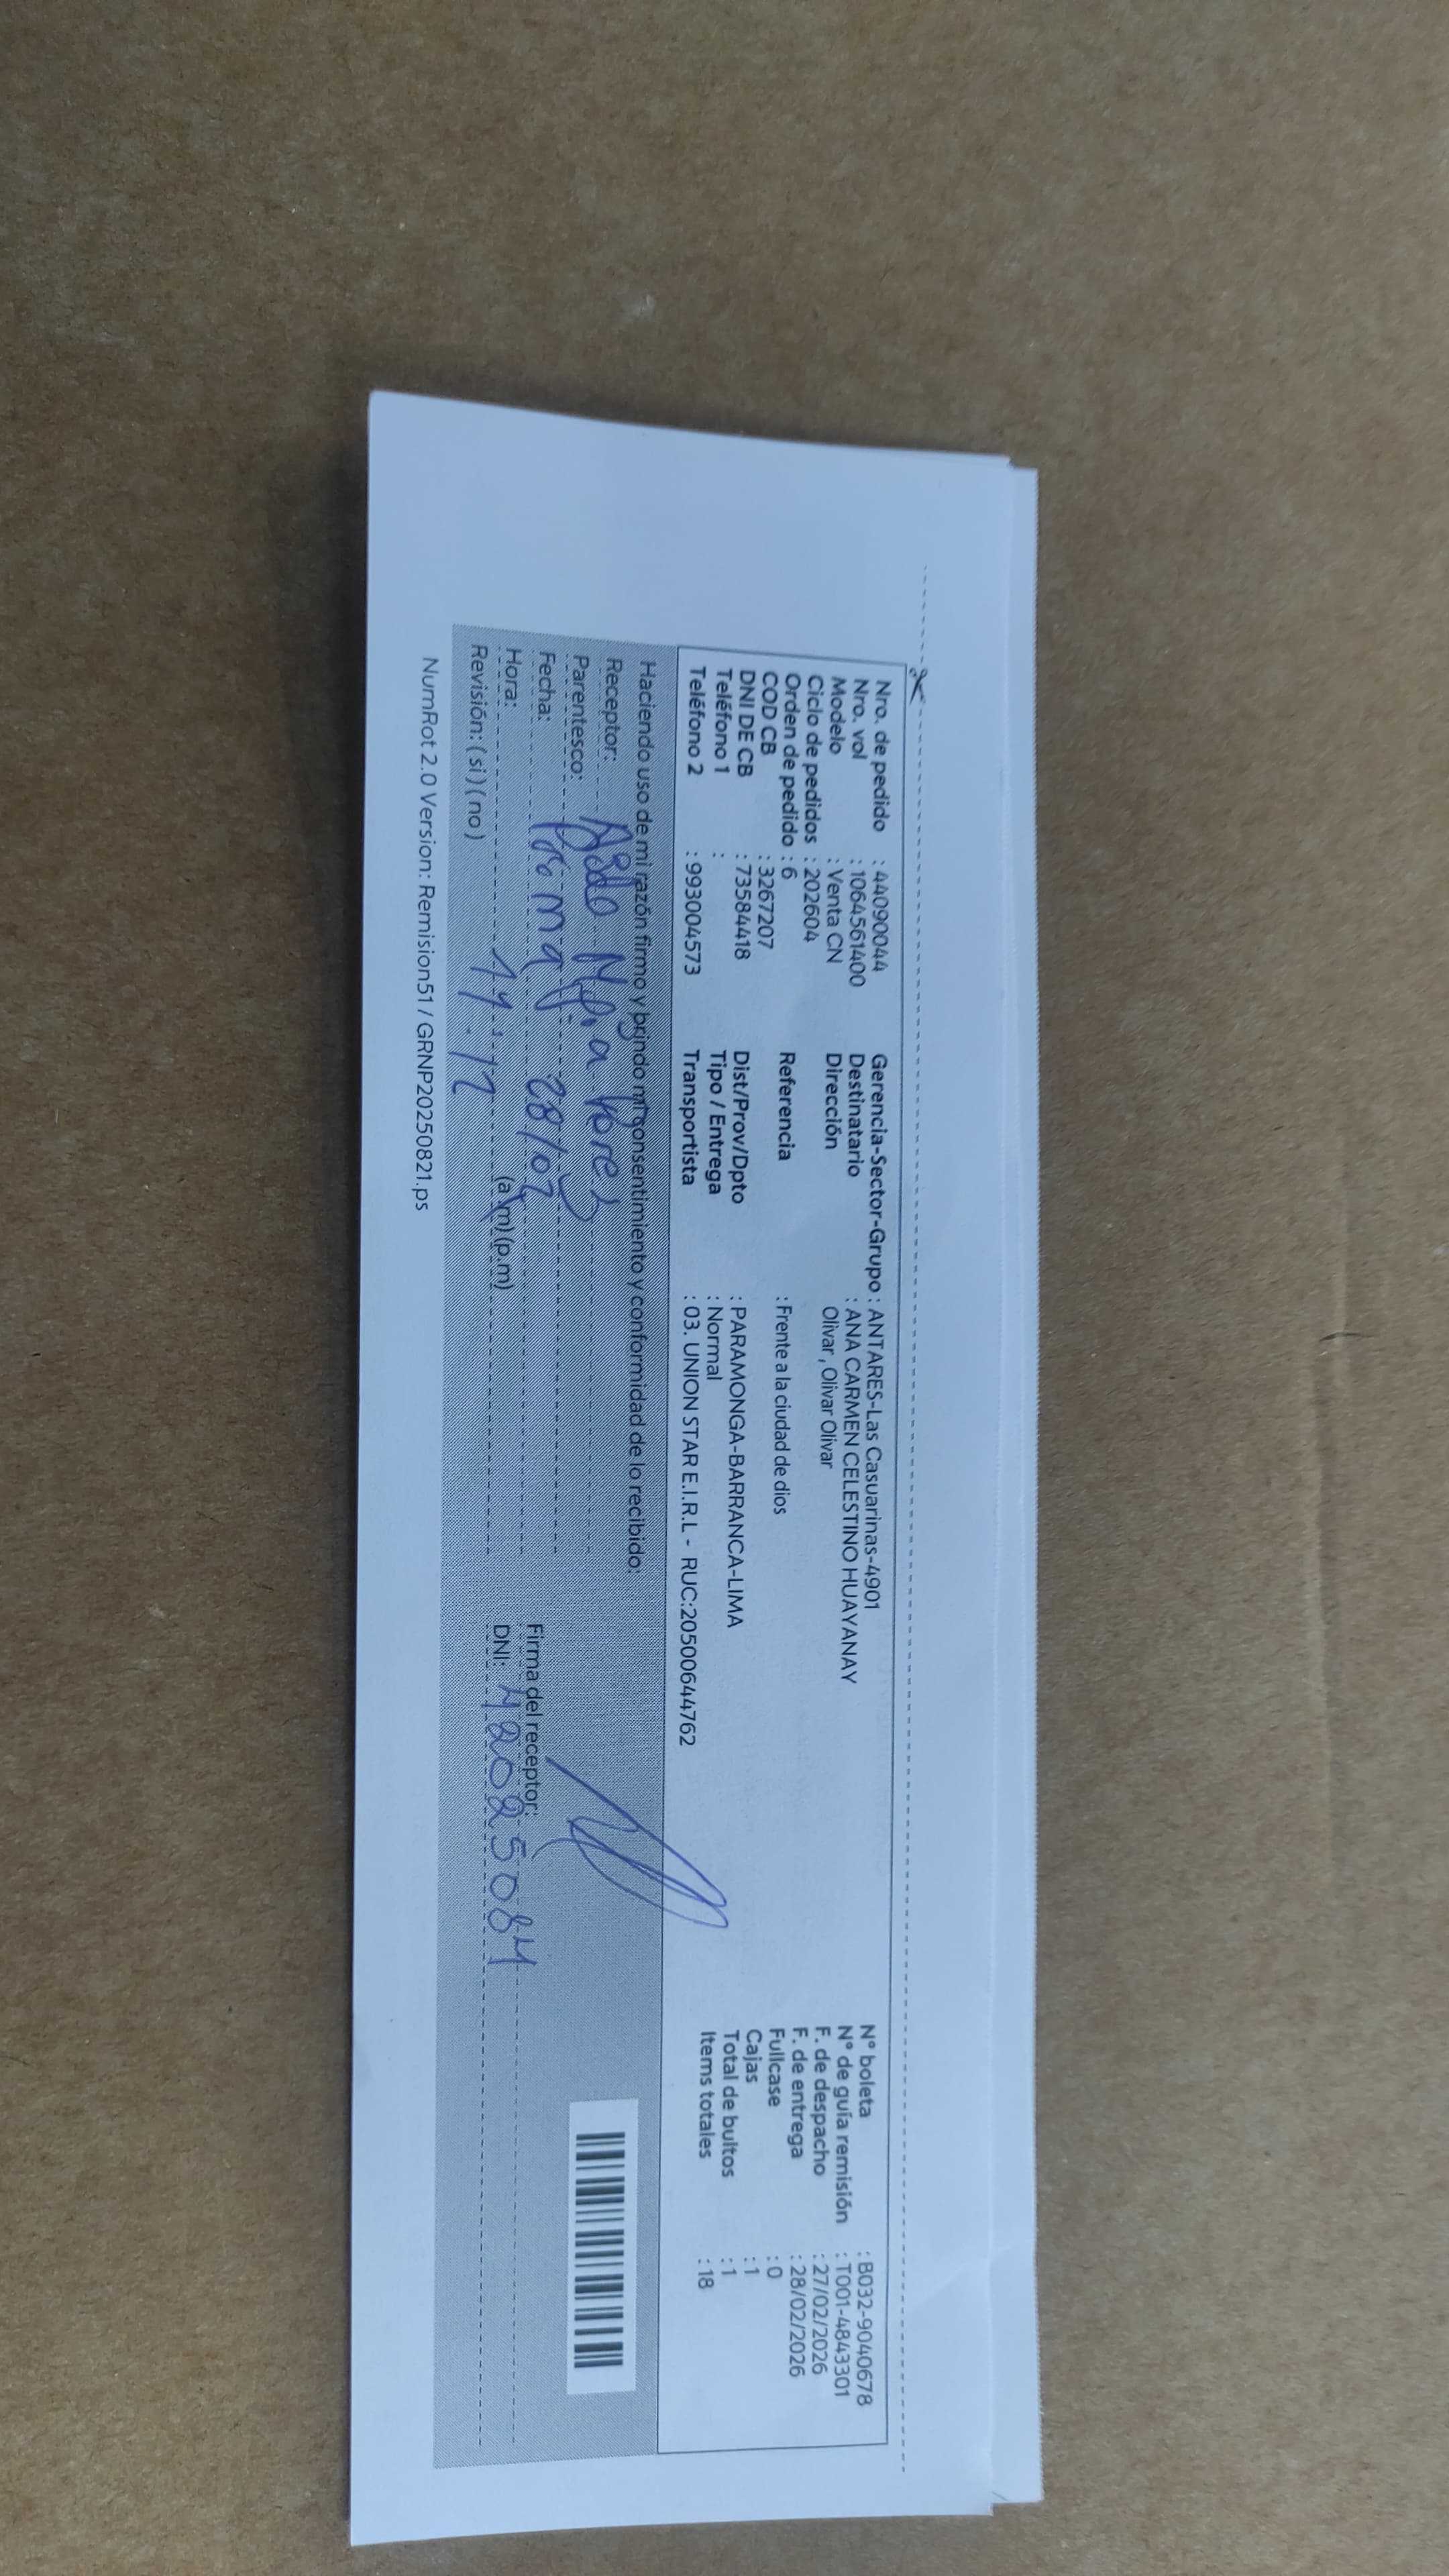 Nro. de pedido : 44090044
Nro. vol : 1064561400
Modelo : Venta CN
Ciclo de pedidos : 202604
Orden de pedido : 6
COD CB : 3267207
DNI DE CB : 73584418
Teléfono 1 :
Teléfono 2 : 993004573
Gerencia-Sector-Grupo : ANTARES-Las Casuarinas-4901
Destinatario : ANA CARMEN CELESTINO HUAYANAY
Dirección Olivar , Olivar Olivar
Referencia : Frente a la ciudad de dios
Dist/Prov/Dpto : PARAMONGA-BARRANCA-LIMA
Tipo / Entrega : Normal
Transportista : 03. UNION STAR E.I.R.L - RUC:20500644762
N° boleta : B032-9040678
N° de guía remisión : T001-4843301
F. de despacho : 27/02/2026
F. de entrega : 28/02/2026
Fullcase : 0
Cajas : 1
Total de bultos : 1
Items totales : 18
Haciendo uso de mi razón firmo y brindo mi consentimiento y conformidad de lo recibido:
Receptor:
Parentesco:
Fecha: 28/02
Hora: (a.m) (p.m)
Revisión: ( si ) ( no )
Firma del receptor:
DNI:
NumRot 2.0 Version: Remision51 / GRNP20250821.ps